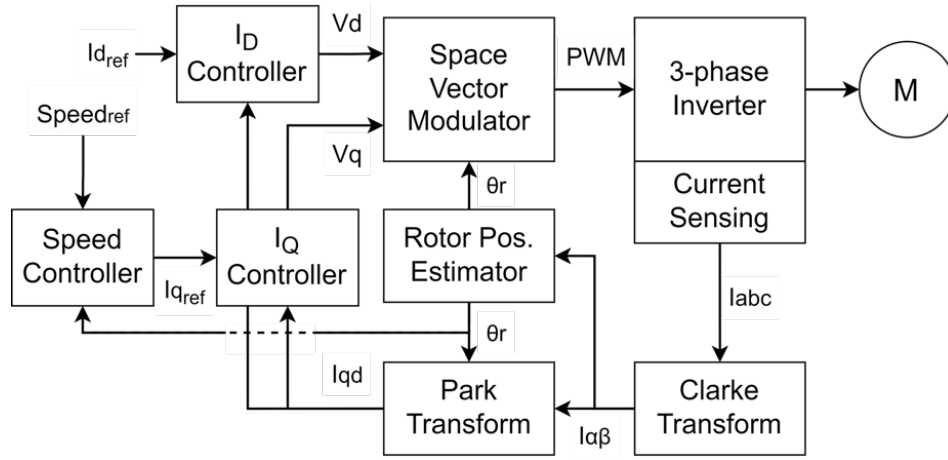 I_D
Controller
Vd
Id_ref
Space
Vector
Modulator
PWM
3-phase
Inverter
M
Speed_ref
Vq
θr
Current
Sensing
Speed
Controller
Iq_ref
I_Q
Controller
Rotor Pos.
Estimator
Iabc
θr
Iqd
Park
Transform
Iαβ
Clarke
Transform